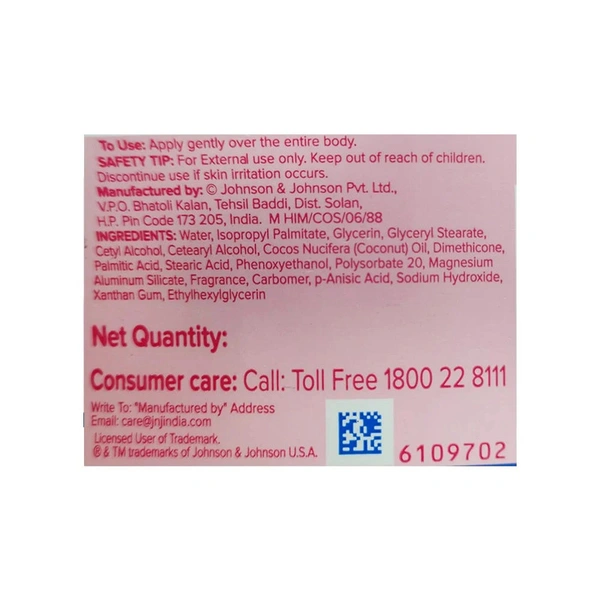 To Use: Apply gently over the entire body.
SAFETY TIP: For External use only. Keep out of reach of children.
Discontinue use if skin irritation occurs.
Manufactured by: © Johnson & Johnson Pvt. Ltd.,
V.P.O. Bhatoli Kalan, Tehsil Baddi, Dist. Solan,
H.P. Pin Code 173 205, India. M HIM/COS/06/88
INGREDIENTS: Water, Isopropyl Palmitate, Glycerin, Glyceryl Stearate,
Cetyl Alcohol, Cetearyl Alcohol, Cocos Nucifera (Coconut) Oil, Dimethicone,
Palmitic Acid, Stearic Acid, Phenoxyethanol, Polysorbate 20, Magnesium
Aluminum Silicate, Fragrance, Carbomer, p-Anisic Acid, Sodium Hydroxide,
Xanthan Gum, Ethylhexylglycerin
Net Quantity:
Consumer care: Call: Toll Free 1800 22 8111
Write To: "Manufactured by" Address
Email: care@jnjindia.com
Licensed User of Trademark.
® & TM trademarks of Johnson & Johnson U.S.A.
6109702